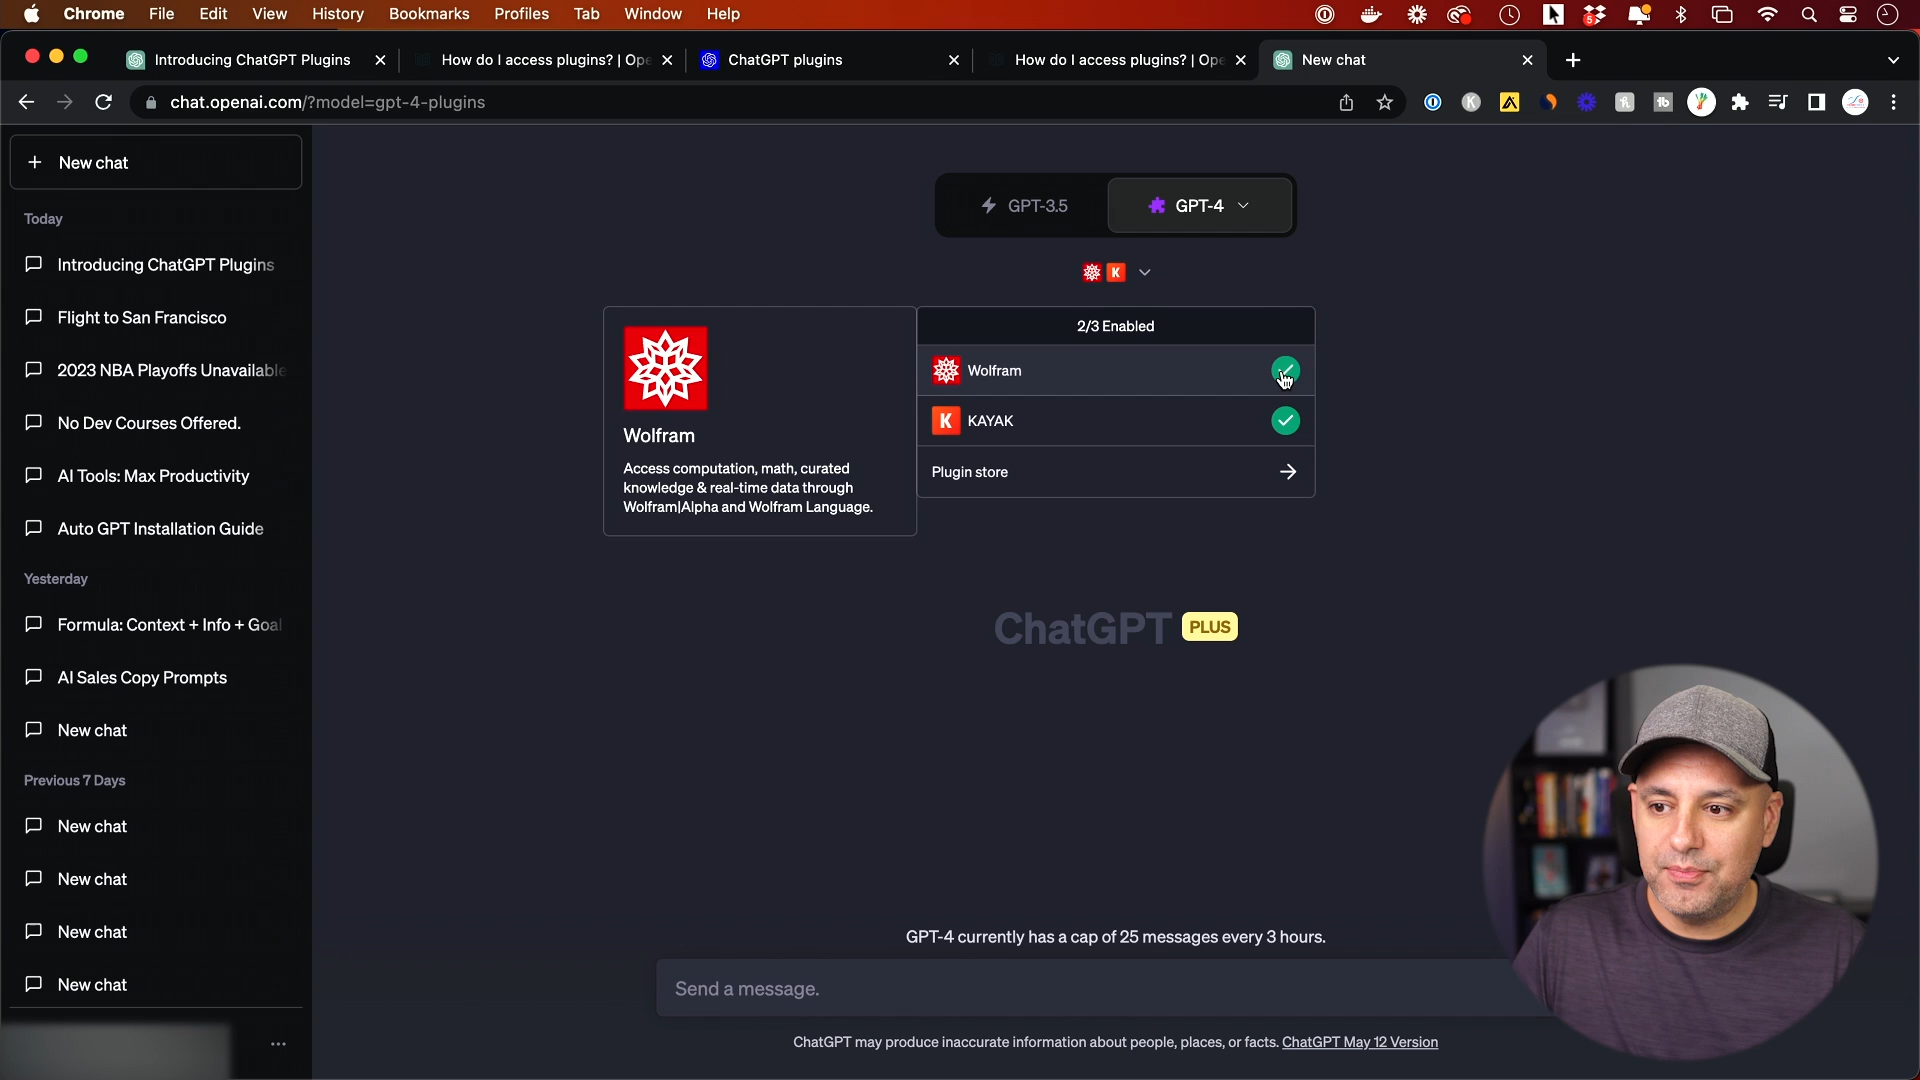 Chrome File Edit View History Bookmarks Profiles Tab Window Help
Introducing ChatGPT Plugins
How do I access plugins? | Ope
ChatGPT plugins
How do I access plugins? | Ope
New chat
chat.openai.com/?model=gpt-4-plugins
New chat
Today
Introducing ChatGPT Plugins
Flight to San Francisco
2023 NBA Playoffs Unavailable
No Dev Courses Offered.
AI Tools: Max Productivity
Auto GPT Installation Guide
Yesterday
Formula: Context + Info + Goal
AI Sales Copy Prompts
New chat
Previous 7 Days
New chat
New chat
New chat
New chat
GPT-3.5
GPT-4
K
Wolfram
Access computation, math, curated
knowledge & real-time data through
Wolfram|Alpha and Wolfram Language.
2/3 Enabled
Wolfram
K KAYAK
Plugin store
ChatGPT PLUS
GPT-4 currently has a cap of 25 messages every 3 hours.
Send a message.
ChatGPT may produce inaccurate information about people, places, or facts. ChatGPT May 12 Version